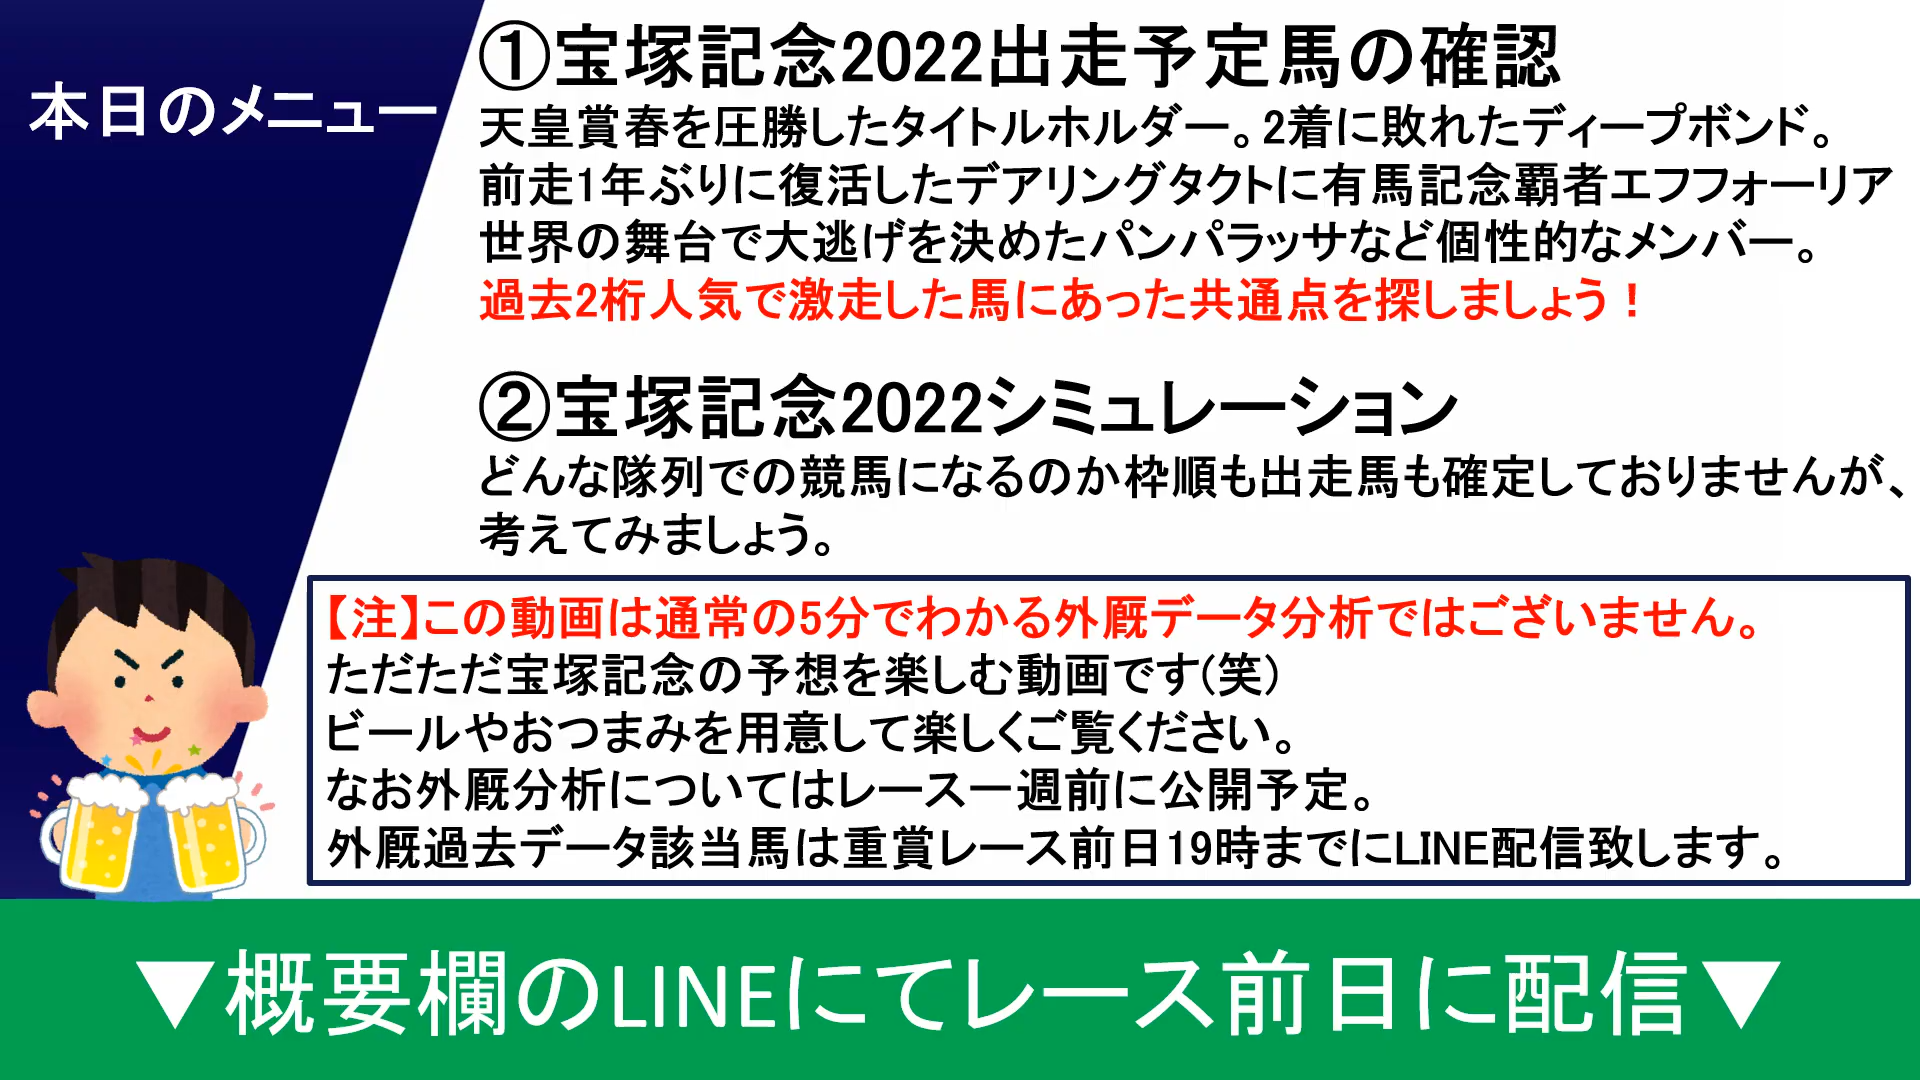 本日のメニュー
①宝塚記念2022出走予定馬の確認
天皇賞春を圧勝したタイトルホルダー。2着に敗れたディープボンド。
前走1年ぶりに復活したデアリングタクトに有馬記念覇者エフフォーリア
世界の舞台で大逃げを決めたパンパラッサなど個性的なメンバー。
過去2桁人気で激走した馬にあった共通点を探しましょう！
②宝塚記念2022シミュレーション
どんな隊列での競馬になるのか枠順も出走馬も確定しておりませんが、
考えてみましょう。
【注】この動画は通常の5分でわかる外厩データ分析ではございません。
ただただ宝塚記念の予想を楽しむ動画です(笑)
ビールやおつまみを用意して楽しくご覧ください。
なお外厩分析についてはレース一週前に公開予定。
外厩過去データ該当馬は重賞レース前日19時までにLINE配信致します。
▼概要欄のLINEにてレース前日に配信▼